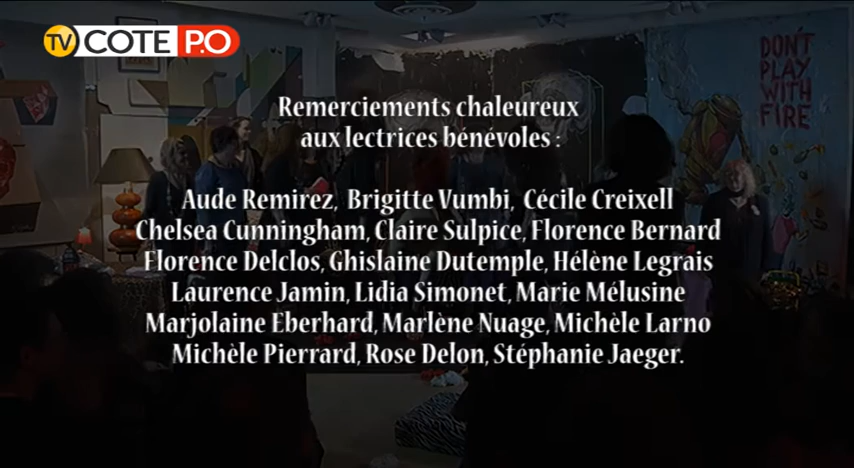 TV COTE P.O
DON'T
PLAY
WITH
FIRE
Remerciements chaleureux
aux lectrices bénévoles :
Aude Remirez, Brigitte Vumbi, Cécile Creixell
Chelsea Cunningham, Claire Sulpice, Florence Bernard
Florence Delclos, Ghislaine Dutemple, Hélène Legrais
Laurence Jamin, Lidia Simonet, Marie Mélusine
Marjolaine Eberhard, Marlène Nuage, Michèle Larno
Michèle Pierrard, Rose Delon, Stéphanie Jaeger.